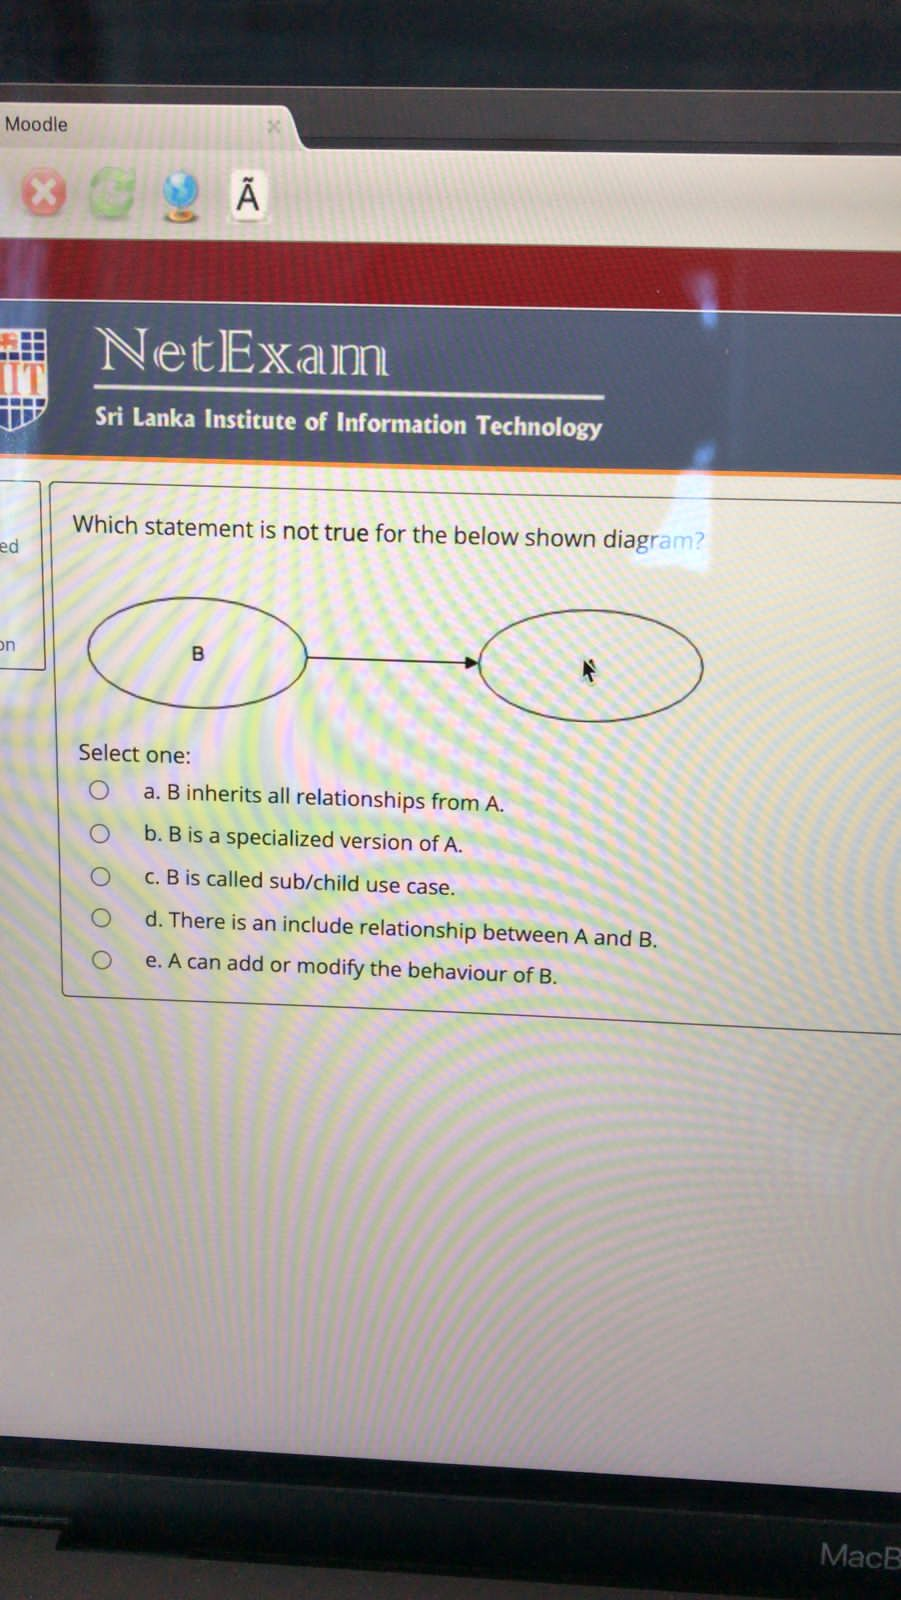 Moodle
Ã
IIT
NetExam
Sri Lanka Institute of Information Technology
ed
on
Which statement is not true for the below shown diagram?
B
Select one:
a. B inherits all relationships from A.
b. B is a specialized version of A.
c. B is called sub/child use case.
d. There is an include relationship between A and B.
e. A can add or modify the behaviour of B.
MacB